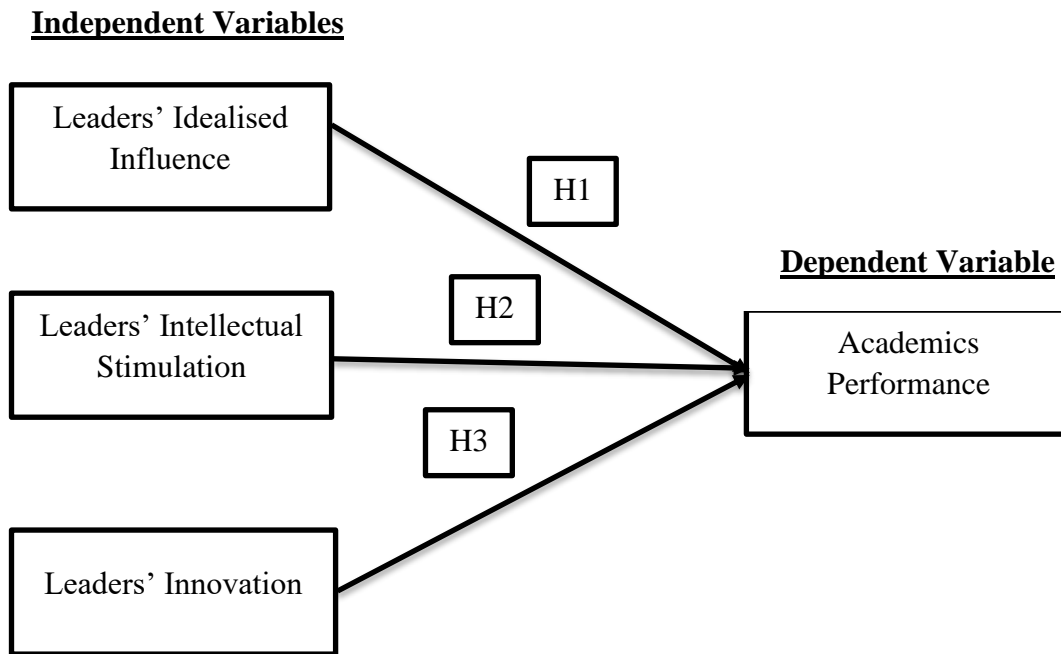 Independent Variables
Leaders’ Idealised
Influence
H1
Dependent Variable
Leaders’ Intellectual
Stimulation
H2
Academics
Performance
H3
Leaders’ Innovation